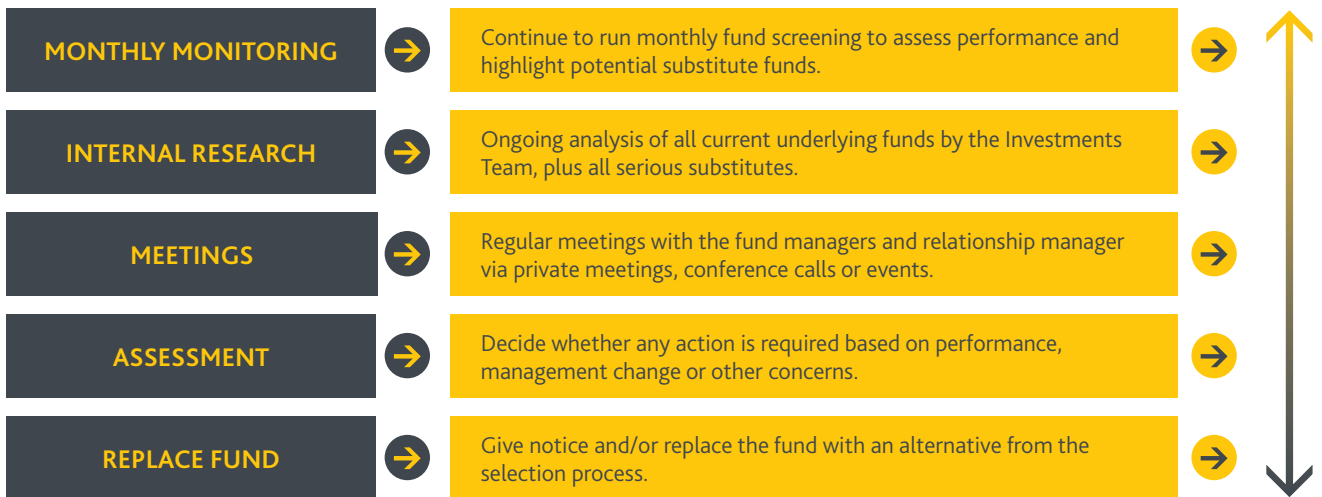 MONTHLY MONITORING
Continue to run monthly fund screening to assess performance and
highlight potential substitute funds.
INTERNAL RESEARCH
Ongoing analysis of all current underlying funds by the Investments
Team, plus all serious substitutes.
MEETINGS
Regular meetings with the fund managers and relationship manager
via private meetings, conference calls or events.
ASSESSMENT
Decide whether any action is required based on performance,
management change or other concerns.
REPLACE FUND
Give notice and/or replace the fund with an alternative from the
selection process.